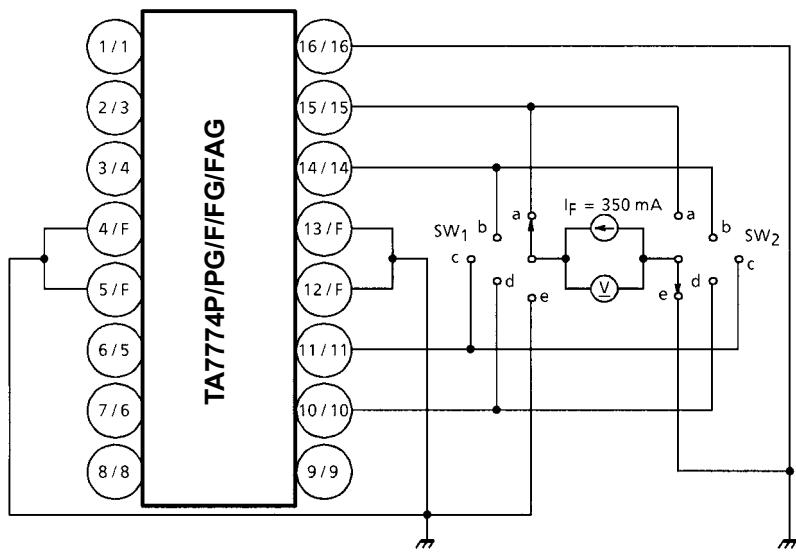 1/1
2/3
3/4
4/F
5/F
6/5
7/6
8/8
TA7774P/PG/F/FG/FAG
16/16
15/15
14/14
13/F
12/F
11/11
10/10
9/9
SW1
a
b
c
d
e
IF = 350 mA
V
SW2
a
b
c
d
e